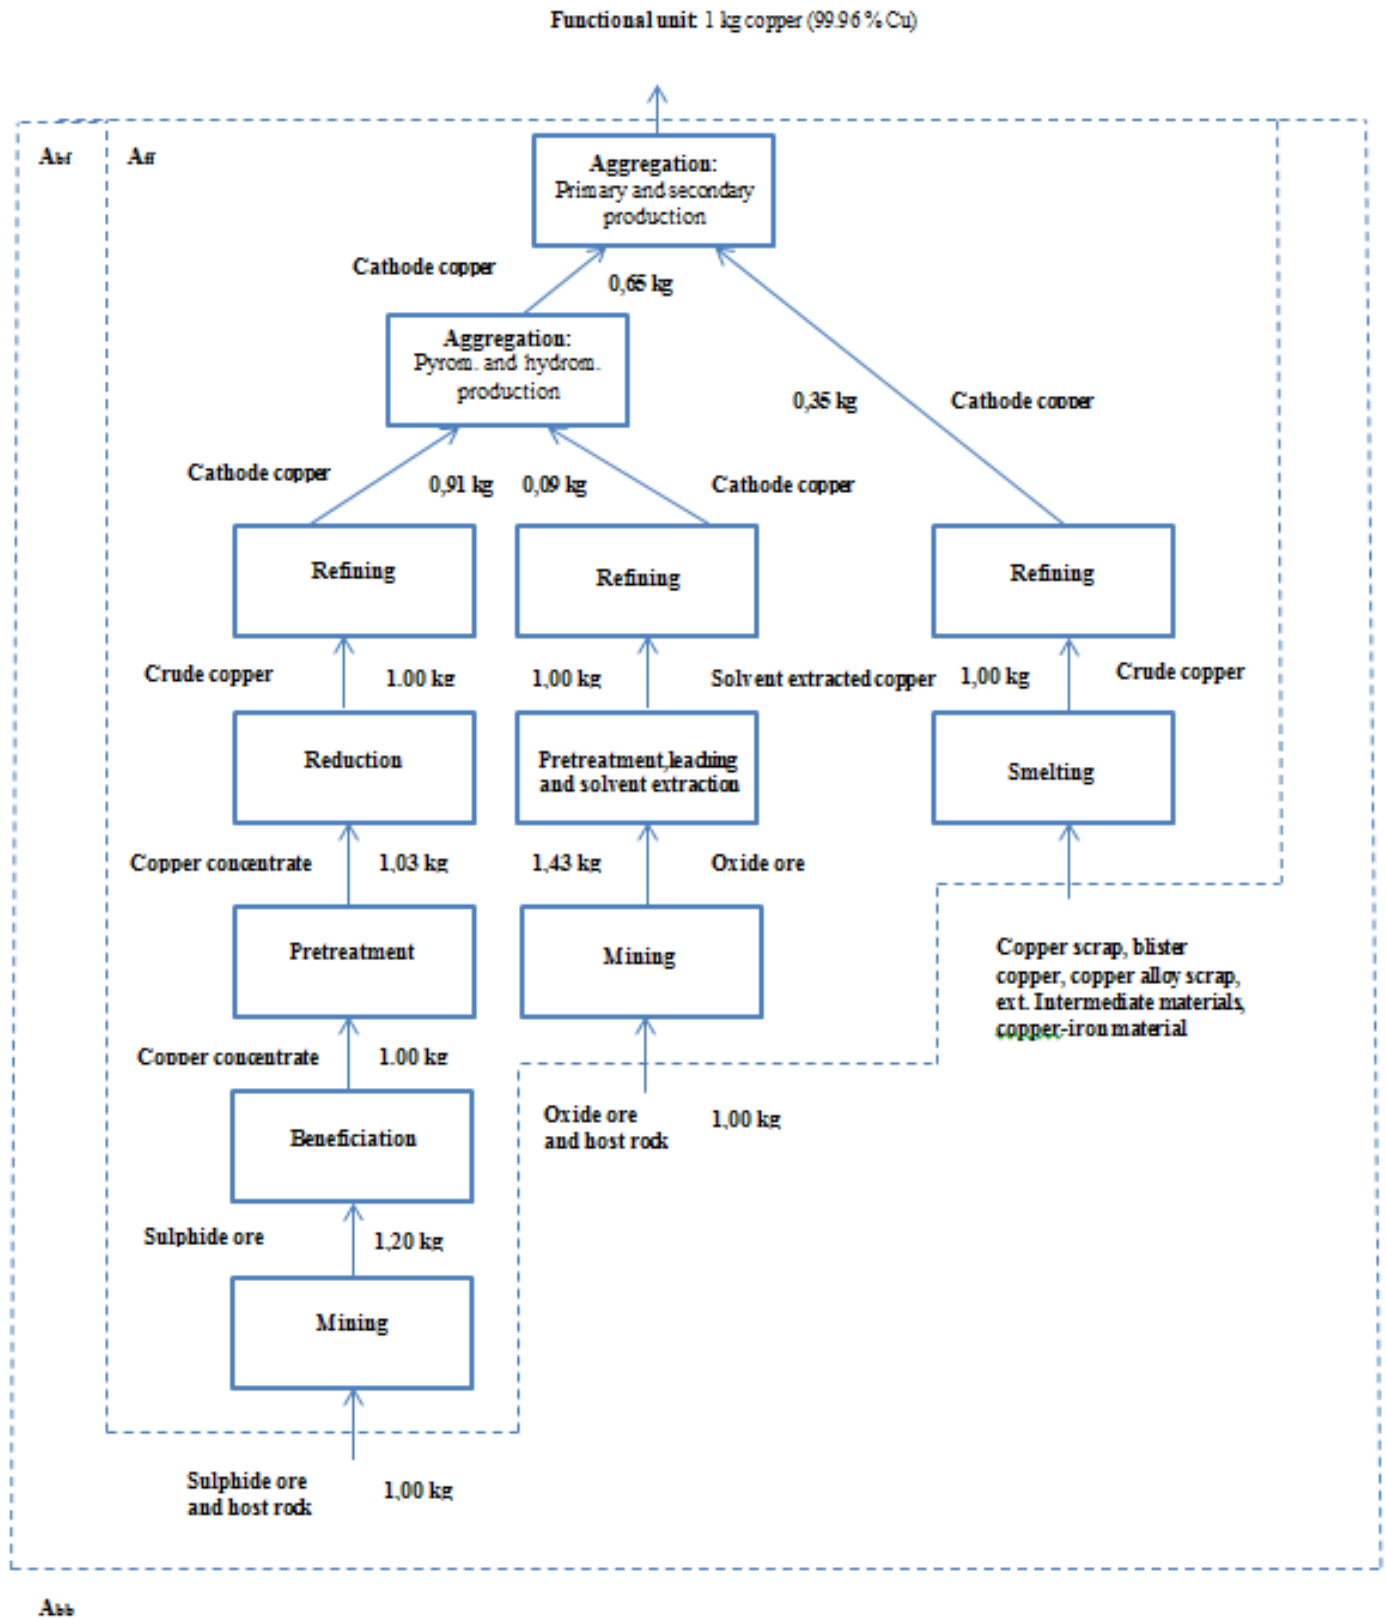 Functional unit: 1 kg copper (99.96 % Cu)
Abf
Aff
Aggregation:
Primary and secondary
production
Cathode copper
0,65 kg
Aggregation:
Pyrom. and hydrom.
production
0,35 kg
Cathode copper
Cathode copper
0,91 kg
0,09 kg
Cathode copper
Refining
Refining
Refining
Crude copper
1.00 kg
1,00 kg
Solvent extracted copper
1,00 kg
Crude copper
Reduction
Pretreatment, leaching
and solvent extraction
Smelting
Copper concentrate
1,03 kg
1,43 kg
Oxide ore
Pretreatment
Mining
Copper scrap, blister
copper, copper alloy scrap,
ext. Intermediate materials,
copper-iron material
Copper concentrate
1.00 kg
Oxide ore
and host rock
1,00 kg
Beneficiation
Sulphide ore
1,20 kg
Mining
Sulphide ore
and host rock
1,00 kg
Abb